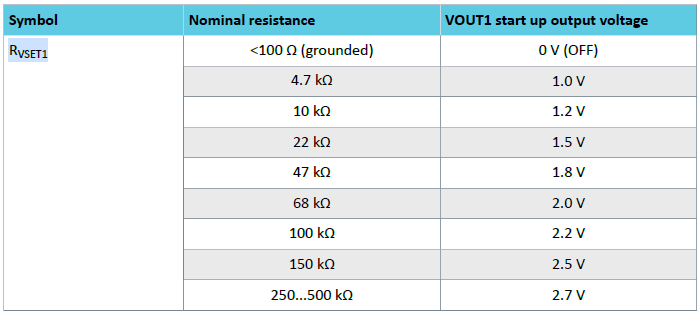 Symbol Nominal resistance VOUT1 start up output voltage
RVSET1 <100 Ω (grounded) 0 V (OFF)
4.7 kΩ 1.0 V
10 kΩ 1.2 V
22 kΩ 1.5 V
47 kΩ 1.8 V
68 kΩ 2.0 V
100 kΩ 2.2 V
150 kΩ 2.5 V
250...500 kΩ 2.7 V